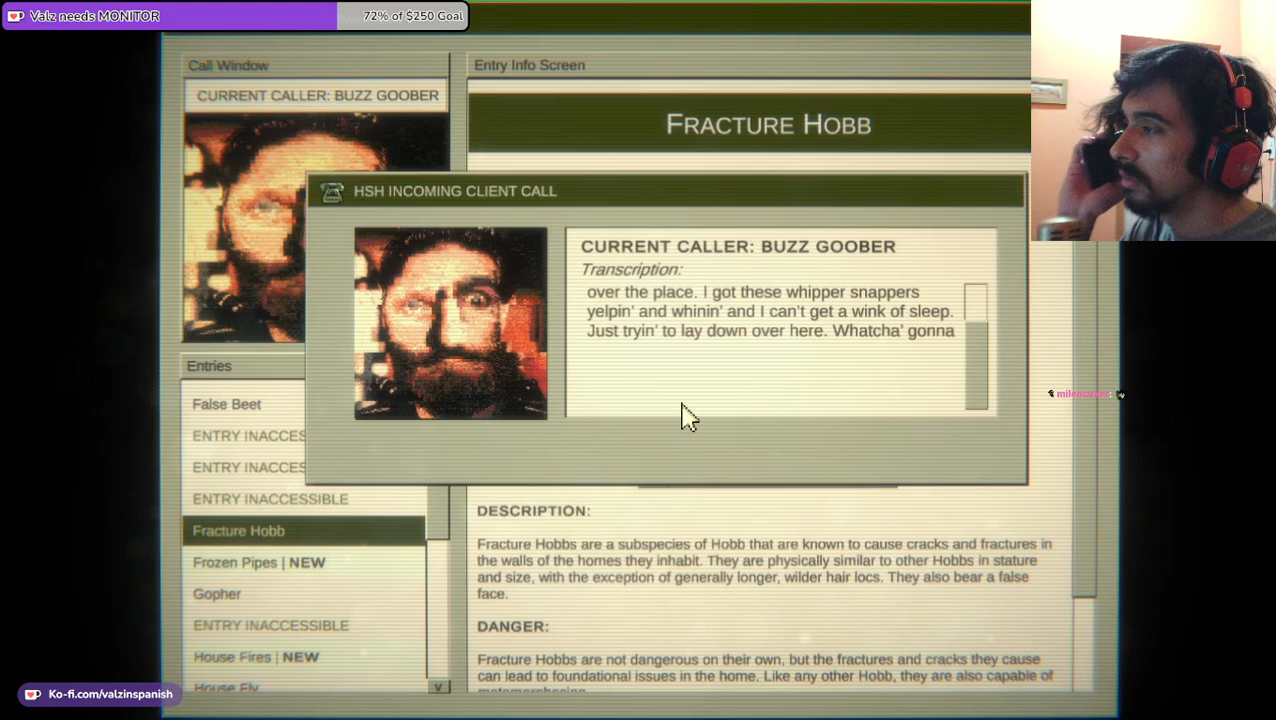 Valz needs MONITOR
72% of $250 Goal
Call Window
CURRENT CALLER: BUZZ GOOBER
Entry Info Screen
FRACTURE HOBB
HSH INCOMING CLIENT CALL
CURRENT CALLER: BUZZ GOOBER
Transcription:
over the place. I got these whipper snappers
yelpin' and whinin' and I can't get a wink of sleep.
Just tryin' to lay down over here. Whatcha' gonna
Entries
False Beet
ENTRY INACCES
ENTRY INACCES
ENTRY INACCESSIBLE
Fracture Hobb
Frozen Pipes | NEW
Gopher
ENTRY INACCESSIBLE
House Fires | NEW
House Fly
v
DESCRIPTION:
Fracture Hobbs are a subspecies of Hobb that are known to cause cracks and fractures in
the walls of the homes they inhabit. They are physically similar to other Hobbs in stature
and size, with the exception of generally longer, wilder hair locs. They also bear a false
face.
DANGER:
Fracture Hobbs are not dangerous on their own, but the fractures and cracks they cause
can lead to foundational issues in the home. Like any other Hobb, they are also capable of
metamorphosing
Ko-fi.com/valzinspanish